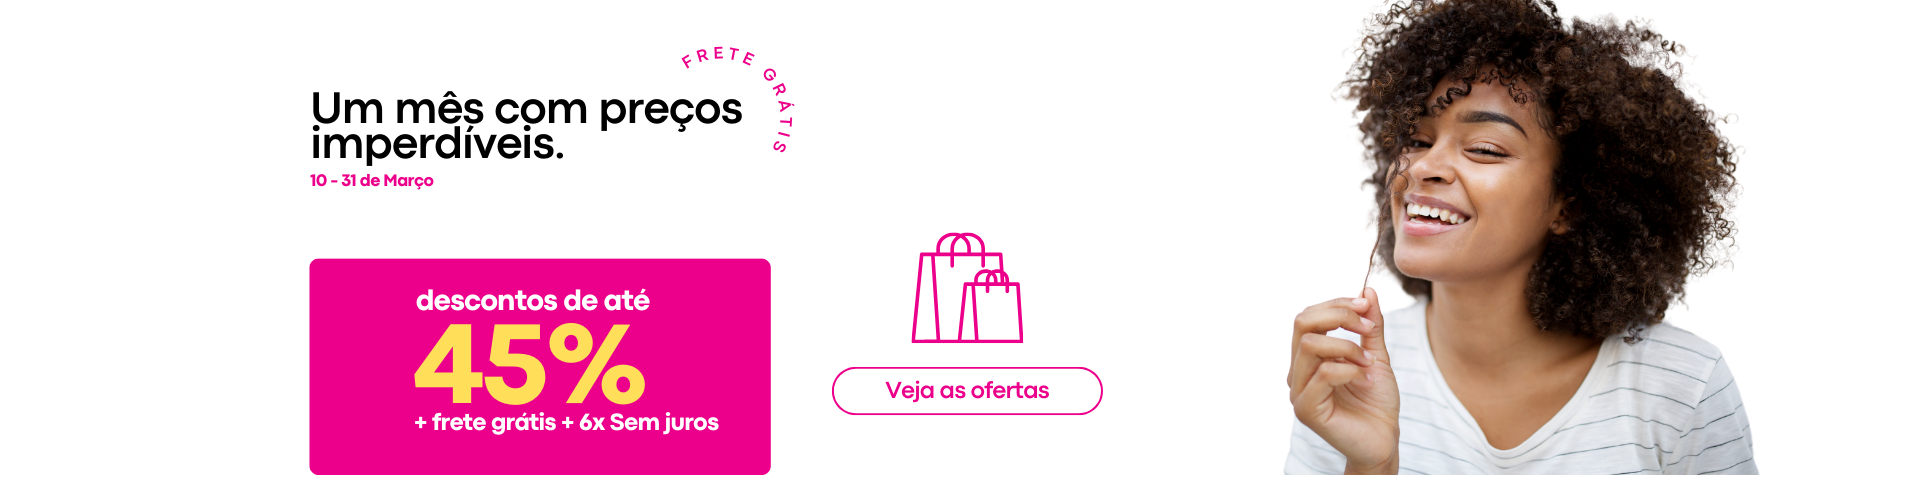 FRETE GRÁTIS
Um mês com preços
imperdíveis.
10 - 31 de Março
descontos de até
45%
+ frete grátis + 6x Sem juros
Veja as ofertas